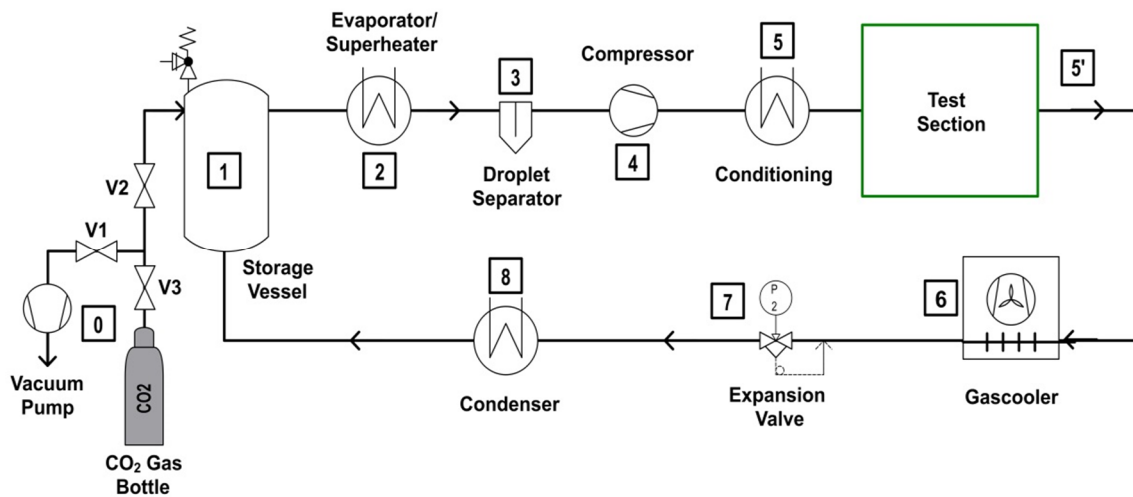 Evaporator/
Superheater
2
3
Droplet
Separator
Compressor
4
5
Conditioning
Test
Section
5'
1
V2
V1
V3
Storage
Vessel
0
Vacuum
Pump
CO2
CO₂ Gas
Bottle
8
Condenser
7
P
2
Expansion
Valve
6
Gascooler